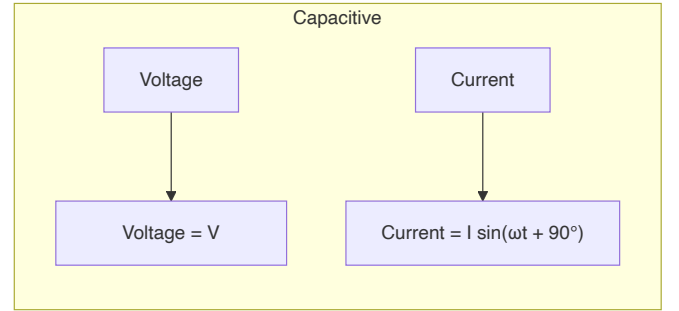 Capacitive
Voltage
Current
Voltage = V
Current = I sin(ωt + 90°)